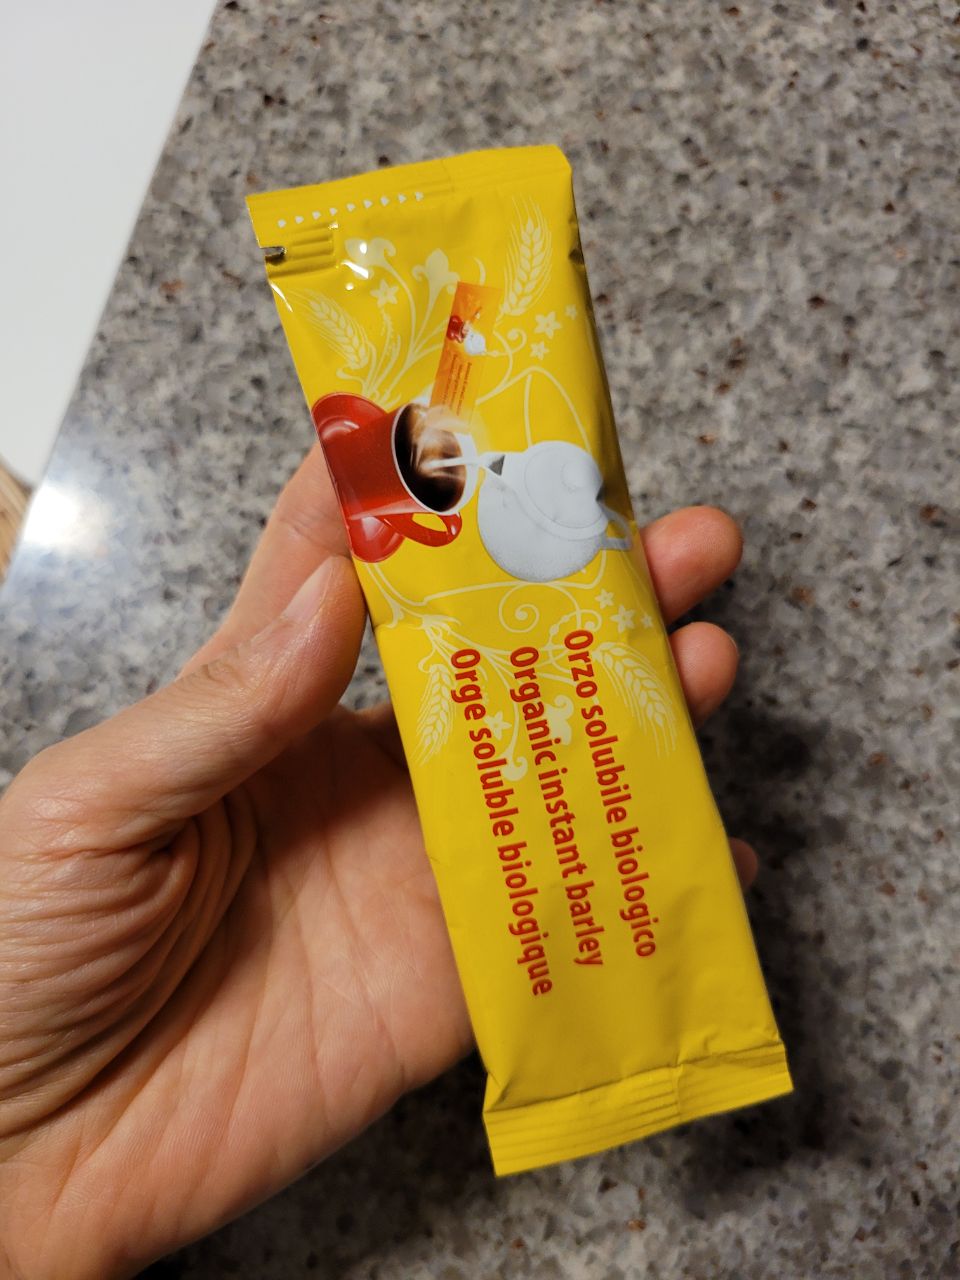 Orzo solubile biologico
Organic instant barley
Orge soluble biologique